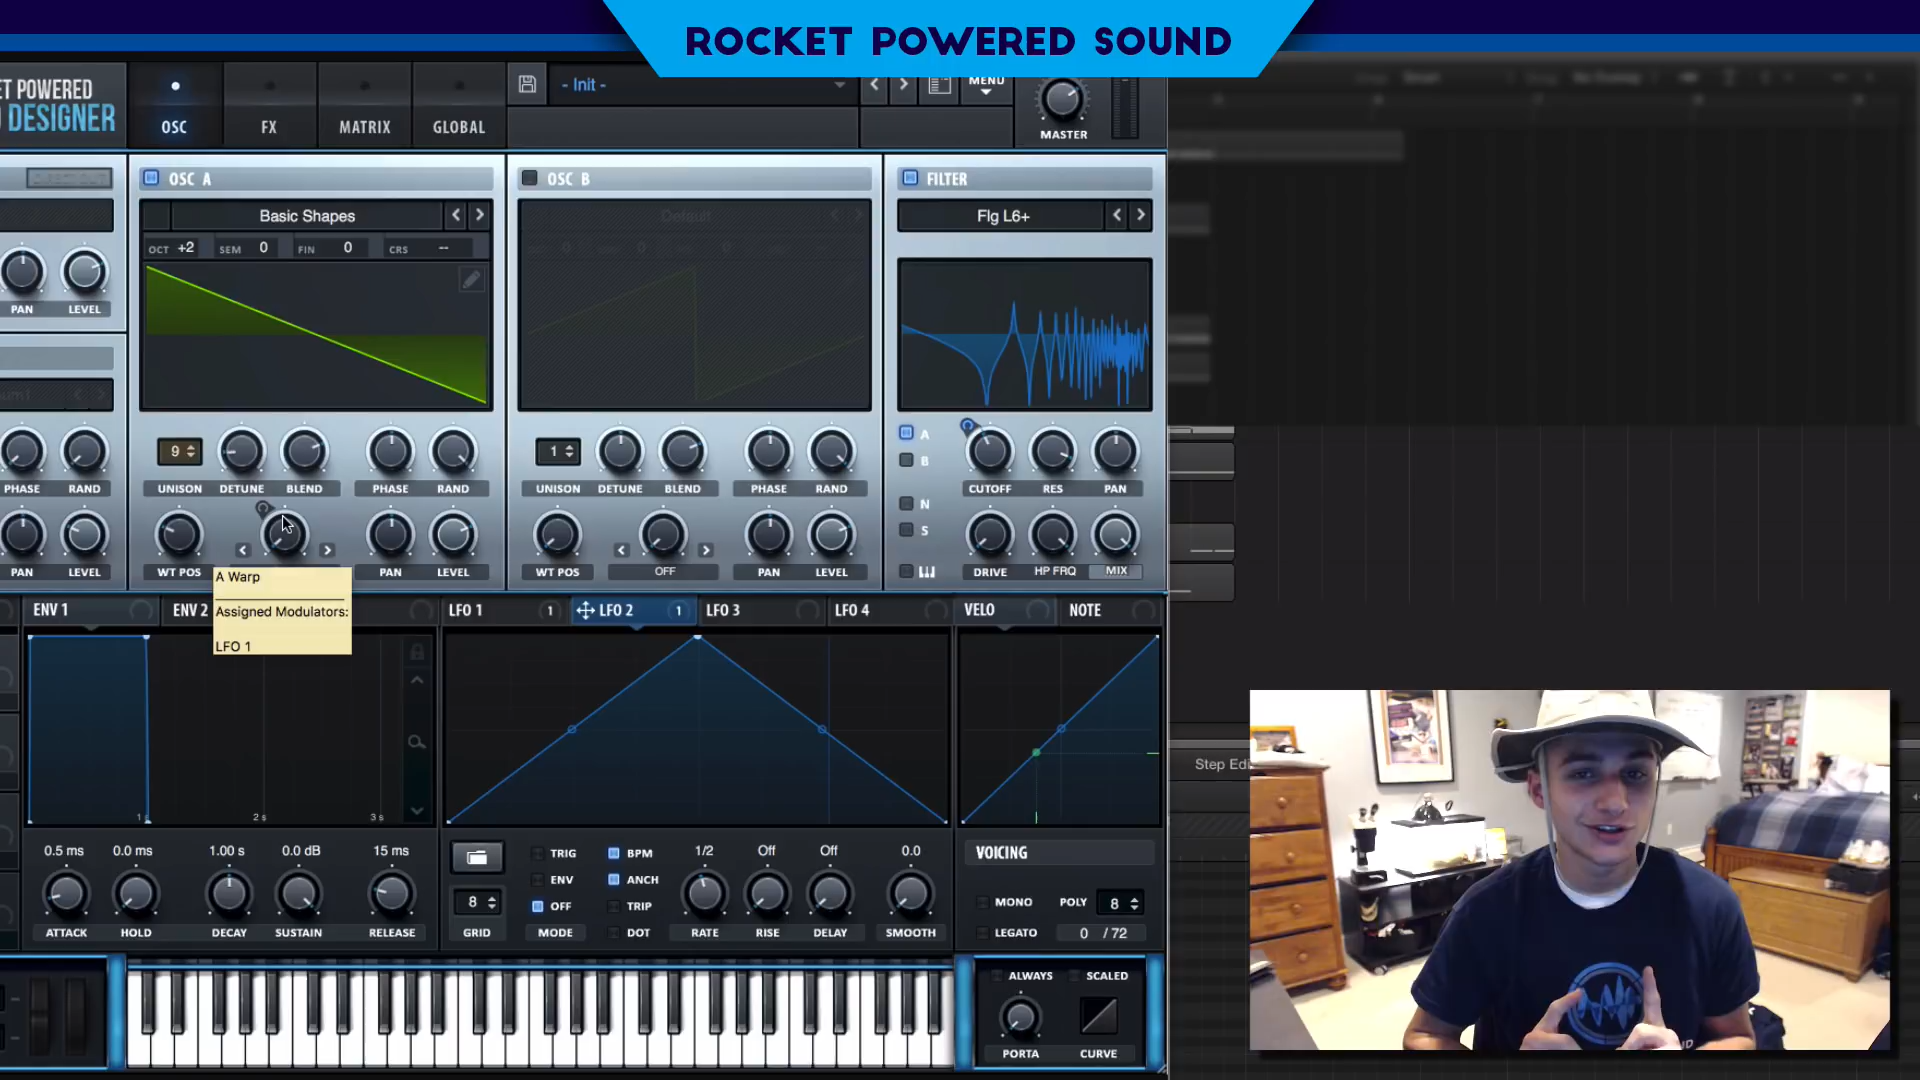 ROCKET POWERED SOUND
ET POWERED
DESIGNER
OSC
FX
MATRIX
GLOBAL
- Init -
MENU
MASTER
OSC A
OSC B
FILTER
Basic Shapes
Default
Flg L6+
OCT +2 SEM 0 FIN 0 CRS --
PAN LEVEL
A
B
N
S
9
1
PHASE RAND
UNISON DETUNE BLEND PHASE RAND
UNISON DETUNE BLEND PHASE RAND
CUTOFF RES PAN
PAN LEVEL
WT POS PAN LEVEL
WT POS OFF PAN LEVEL
DRIVE HP FRQ MIX
A Warp
Assigned Modulators:
LFO 1
ENV 1 ENV 2
LFO 1 1 LFO 2 1 LFO 3 LFO 4
VELO NOTE
2 s 3 s
0.5 ms 0.0 ms 1.00 s 0.0 dB 15 ms
ATTACK HOLD DECAY SUSTAIN RELEASE
8
GRID
TRIG
ENV
OFF
MODE
BPM
ANCH
TRIP
DOT
1/2 Off Off 0.0
RATE RISE DELAY SMOOTH
VOICING
MONO POLY 8
LEGATO 0 / 72
ALWAYS SCALED
PORTA CURVE
Step Edi